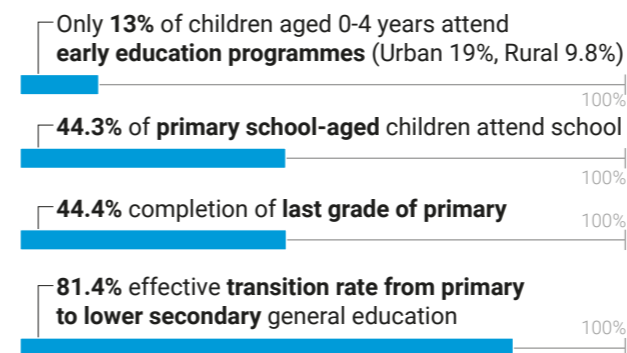 Only 13% of children aged 0-4 years attend
early education programmes (Urban 19%, Rural 9.8%)
100%
44.3% of primary school-aged children attend school
100%
44.4% completion of last grade of primary
100%
81.4% effective transition rate from primary
to lower secondary general education
100%